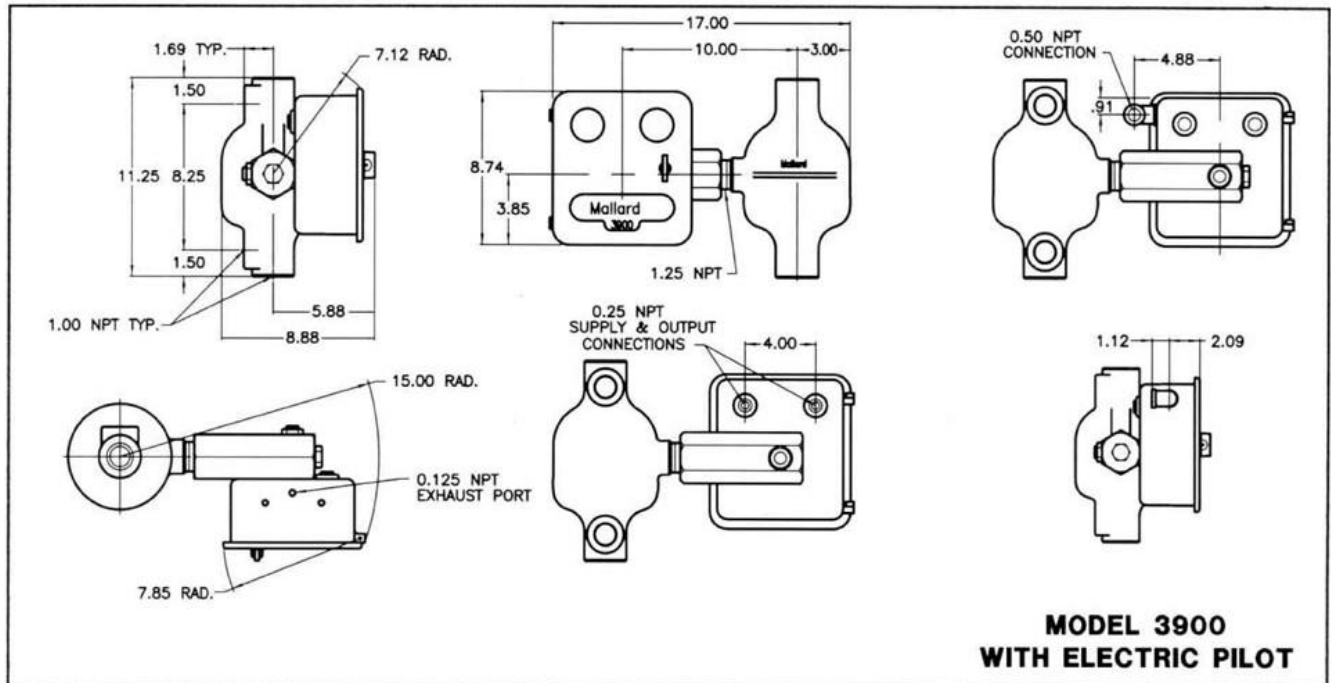 1.69 TYP.
7.12 RAD.
1.50
11.25
8.25
1.50
1.00 NPT TYP.
5.88
8.88
17.00
10.00
3.00
8.74
3.85
Mallard
3900
Mallard
1.25 NPT
0.50 NPT
CONNECTION
4.88
.91
15.00 RAD.
0.125 NPT
EXHAUST PORT
7.85 RAD.
0.25 NPT
SUPPLY & OUTPUT
CONNECTIONS
4.00
1.12
2.09
MODEL 3900
WITH ELECTRIC PILOT